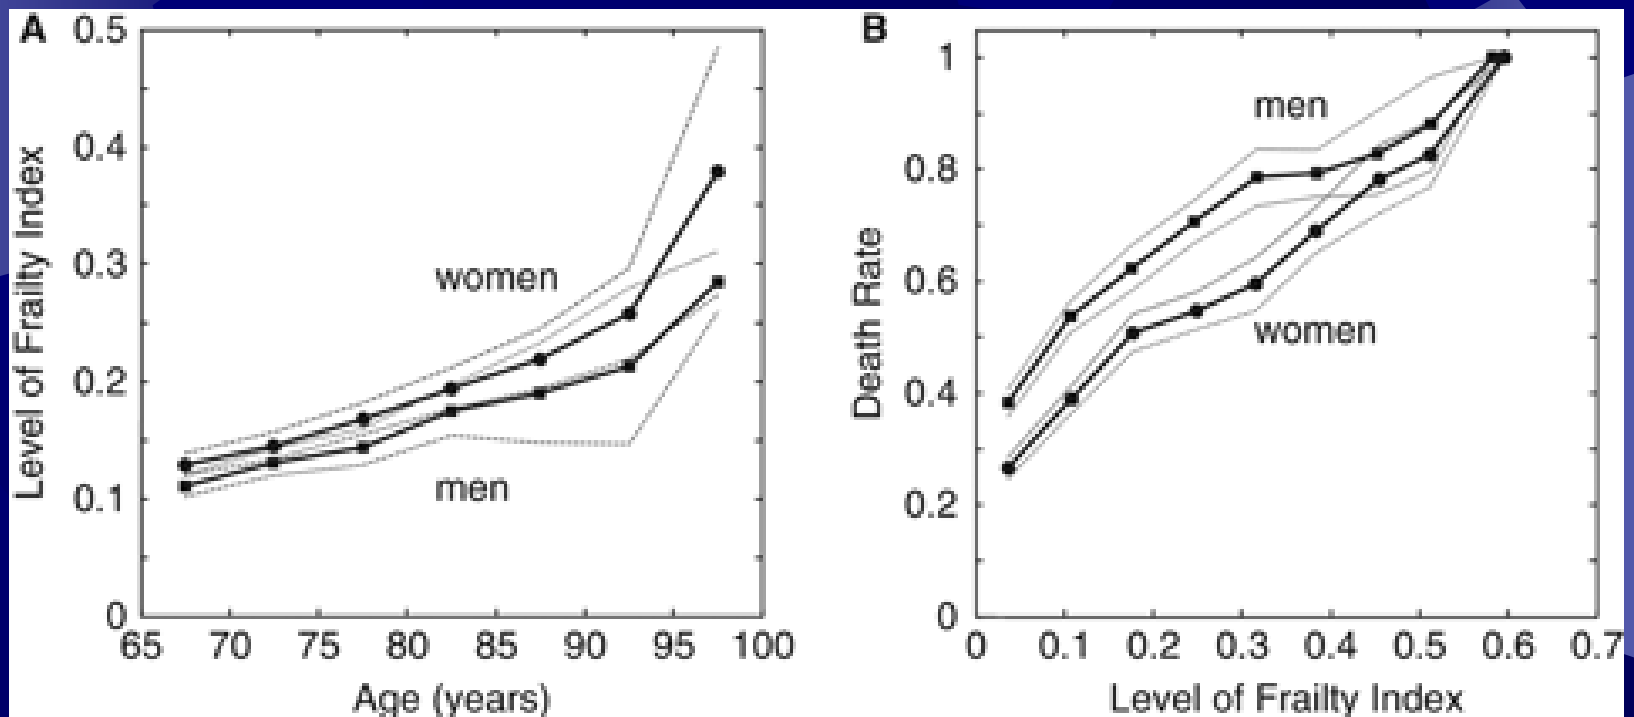 A
0.5
0.4
0.3
0.2
0.1
0
65 70 75 80 85 90 95 100
Level of Frailty Index
Age (years)
women
men
B
1
0.8
0.6
0.4
0.2
0
0 0.1 0.2 0.3 0.4 0.5 0.6 0.7
Death Rate
Level of Frailty Index
men
women